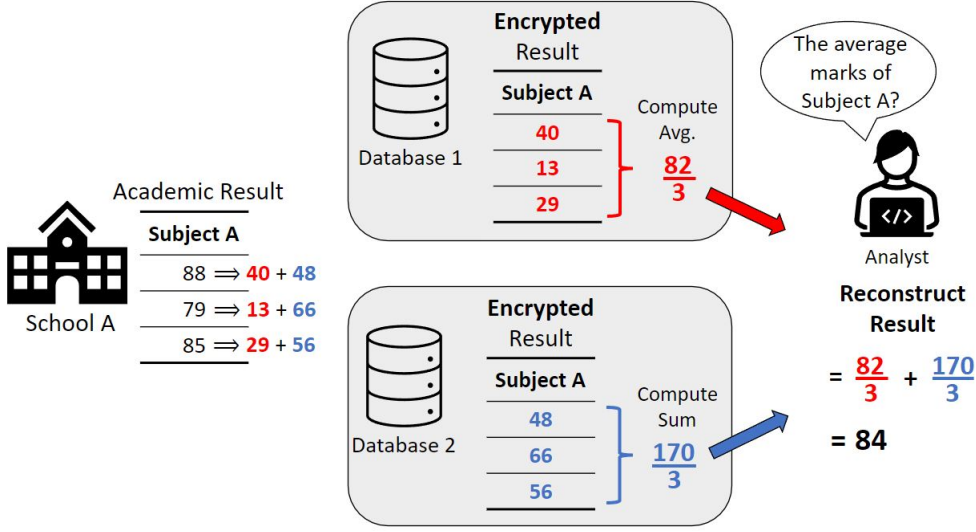 Academic Result
Subject A
88 ⇒ 40 + 48
79 ⇒ 13 + 66
85 ⇒ 29 + 56
School A
Database 1
Encrypted
Result
Subject A
40
13
29
Compute
Avg.
82
3
Database 2
Encrypted
Result
Subject A
48
66
56
Compute
Sum
170
3
The average
marks of
Subject A?
</>
Analyst
Reconstruct
Result
= 82/3 + 170/3
= 84